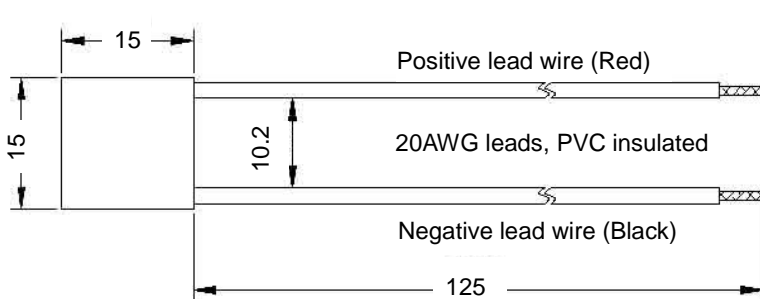 15
Positive lead wire (Red)
15
10.2
20AWG leads, PVC insulated
Negative lead wire (Black)
125